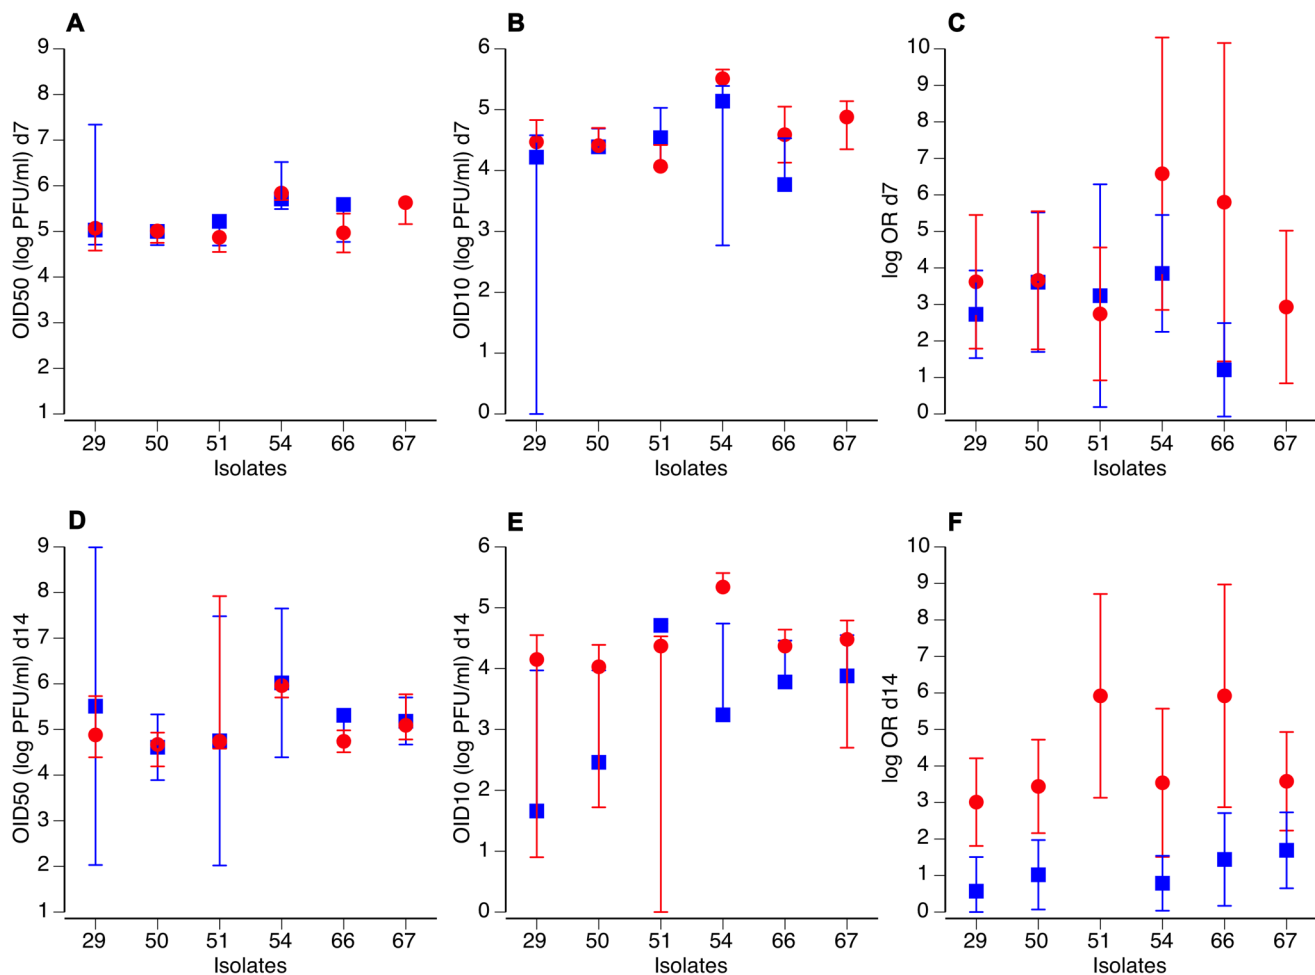 A
OID50 (log PFU/ml) d7
9
8
7
6
5
4
3
2
1
29 50 51 54 66 67
Isolates
B
OID10 (log PFU/ml) d7
6
5
4
3
2
1
0
29 50 51 54 66 67
Isolates
C
log OR d7
10
9
8
7
6
5
4
3
2
1
0
29 50 51 54 66 67
Isolates
D
OID50 (log PFU/ml) d14
9
8
7
6
5
4
3
2
1
29 50 51 54 66 67
Isolates
E
OID10 (log PFU/ml) d14
6
5
4
3
2
1
0
29 50 51 54 66 67
Isolates
F
log OR d14
10
9
8
7
6
5
4
3
2
1
0
29 50 51 54 66 67
Isolates